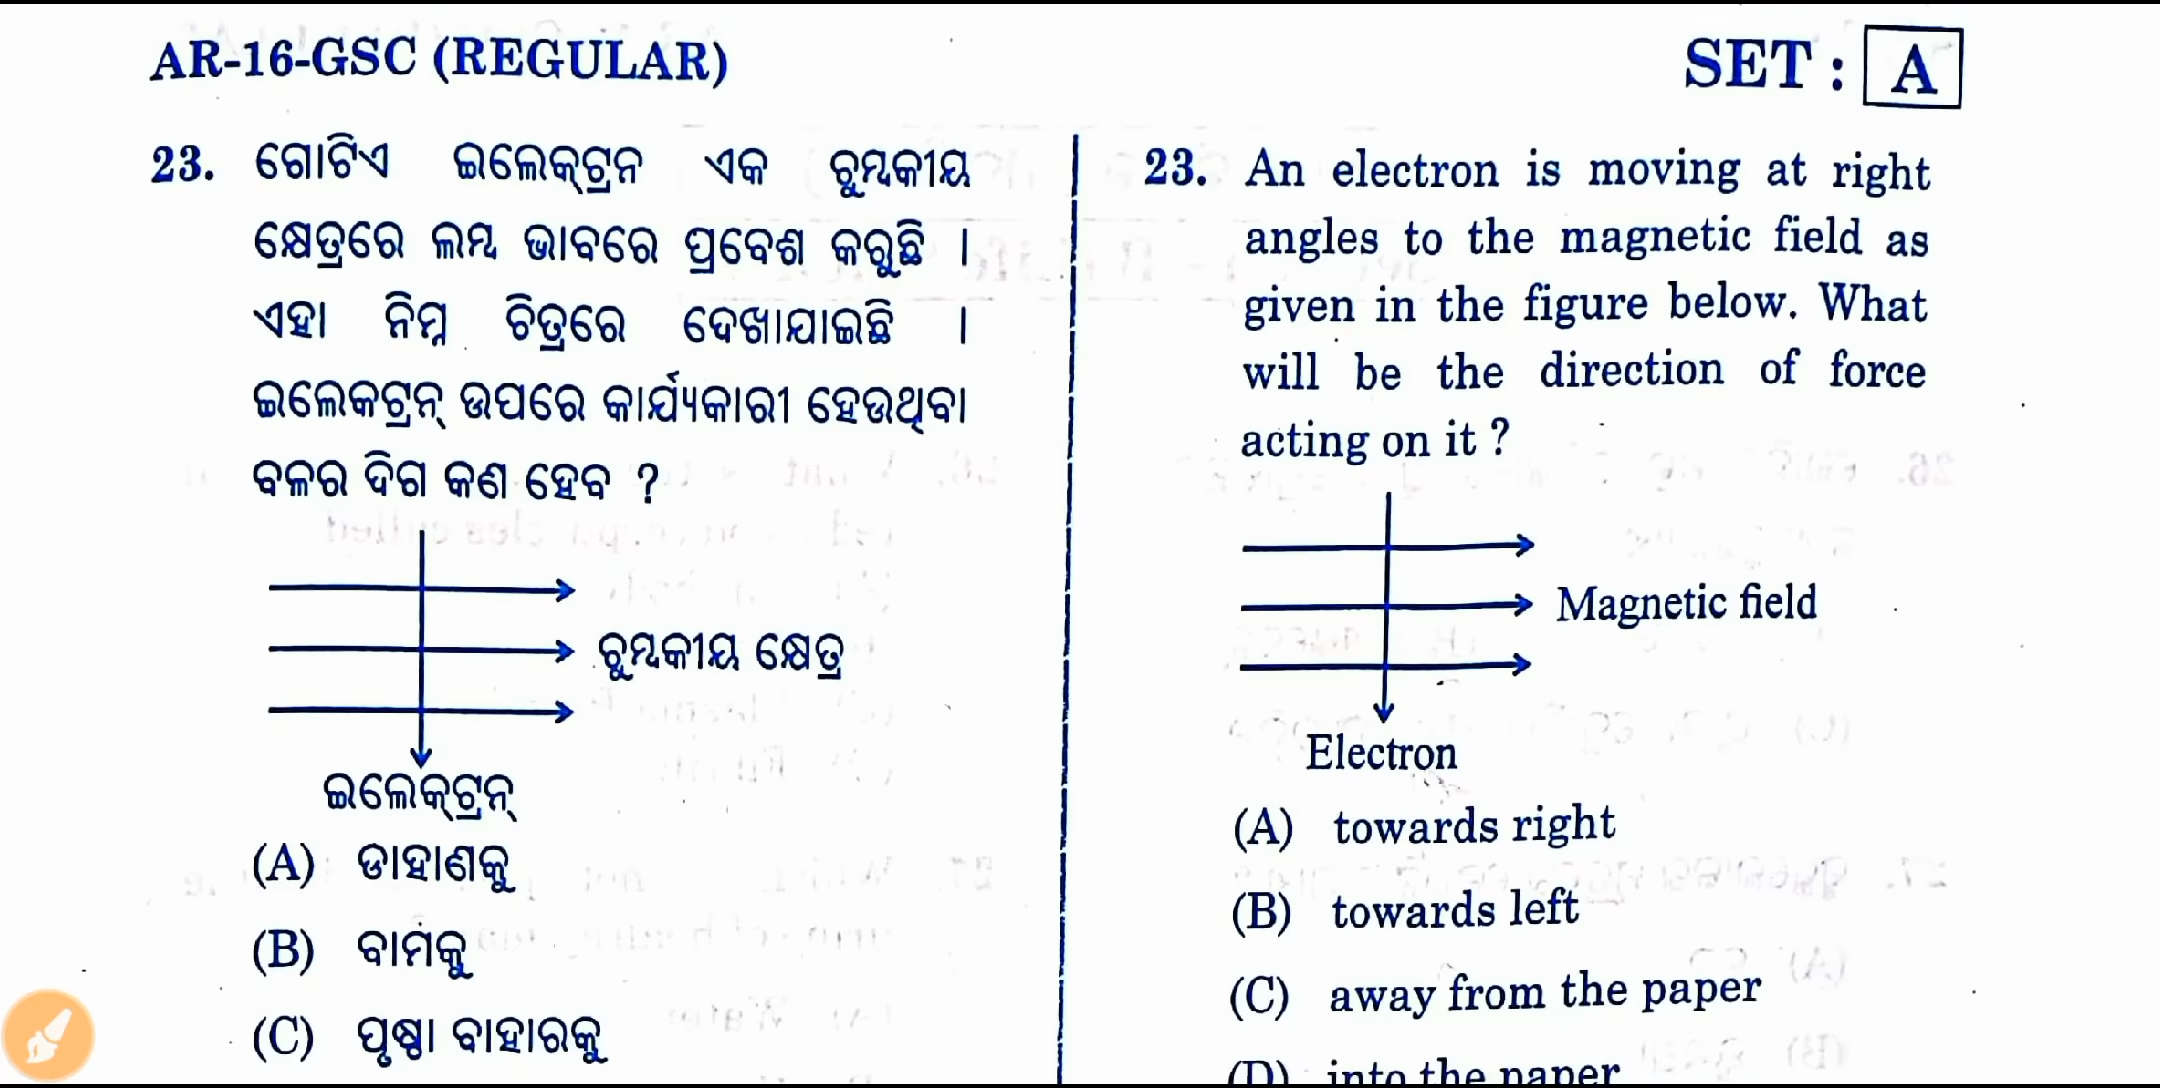 AR-16-GSC (REGULAR)
SET : A
23. ଗୋଟିଏ ଇଲେକ୍ଟ୍ରନ ଏକ ଚୁମ୍ବକୀୟ
କ୍ଷେତ୍ରରେ ଲମ୍ବ ଭାବରେ ପ୍ରବେଶ କରୁଛି ।
ଏହା ନିମ୍ନ ଚିତ୍ରରେ ଦେଖାଯାଇଛି ।
ଇଲେକଟ୍ରନ୍ ଉପରେ କାର୍ଯ୍ୟକାରୀ ହେଉଥିବା
ବଳର ଦିଗ କଣ ହେବ ?
ଚୁମ୍ବକୀୟ କ୍ଷେତ୍ର
ଇଲେକ୍ଟ୍ରନ୍
(A) ଡାହାଣକୁ
(B) ବାମକୁ
(C) ପୃଷ୍ଠା ବାହାରକୁ
23. An electron is moving at right
angles to the magnetic field as
given in the figure below. What
will be the direction of force
acting on it ?
Magnetic field
Electron
(A) towards right
(B) towards left
(C) away from the paper
(D) into the paper